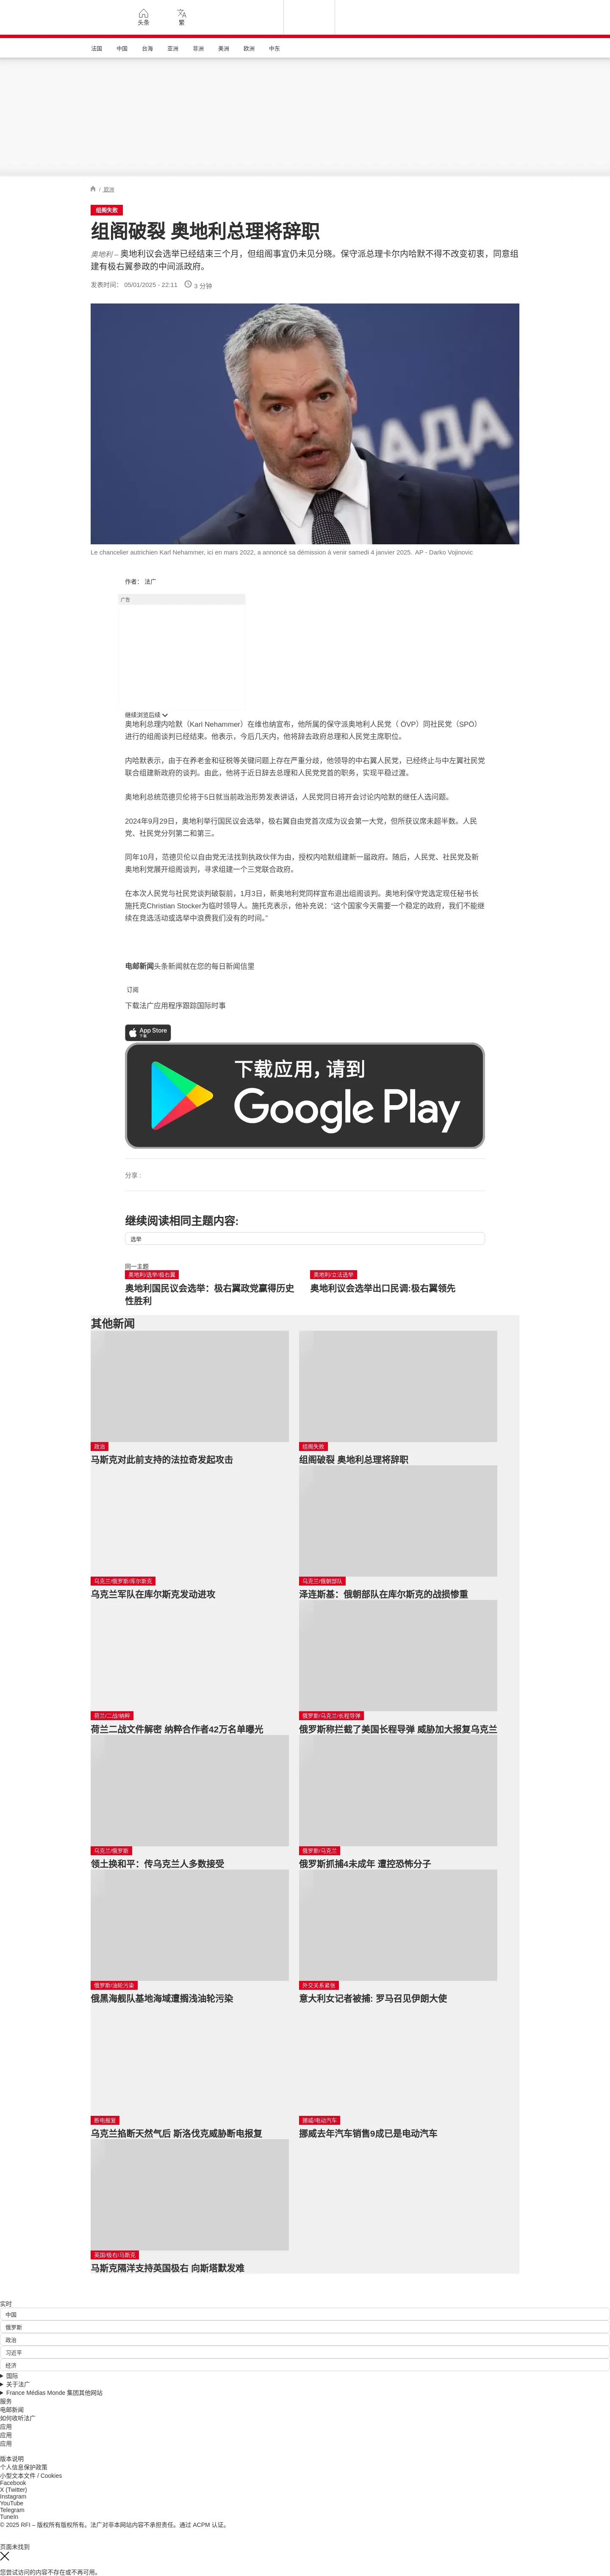 头条
繁
法国
中国
台海
亚洲
非洲
美洲
欧洲
中东
/ 欧洲
组阁失败
组阁破裂 奥地利总理将辞职
奥地利 – 奥地利议会选举已经结束三个月，但组阁事宜仍未见分晓。保守派总理卡尔内哈默不得不改变初衷，同意组
建有极右翼参政的中间派政府。
发表时间： 05/01/2025 - 22:11
3 分钟
Le chancelier autrichien Karl Nehammer, ici en mars 2022, a annoncé sa démission à venir samedi 4 janvier 2025. AP - Darko Vojinovic
作者： 法广
广告
继续浏览后续
奥地利总理内哈默（Karl Nehammer）在维也纳宣布，他所属的保守派奥地利人民党（ ÖVP）同社民党（SPÖ）
进行的组阁谈判已经结束。他表示，今后几天内，他将辞去政府总理和人民党主席职位。
内哈默表示，由于在养老金和征税等关键问题上存在严重分歧，他领导的中右翼人民党，已经终止与中左翼社民党
联合组建新政府的谈判。由此，他将于近日辞去总理和人民党党首的职务，实现平稳过渡。
奥地利总统范德贝伦将于5日就当前政治形势发表讲话，人民党同日将开会讨论内哈默的继任人选问题。
2024年9月29日，奥地利举行国民议会选举，极右翼自由党首次成为议会第一大党，但所获议席未超半数。人民
党、社民党分列第二和第三。
同年10月，范德贝伦以自由党无法找到执政伙伴为由，授权内哈默组建新一届政府。随后，人民党、社民党及新
奥地利党展开组阁谈判，寻求组建一个三党联合政府。
在本次人民党与社民党谈判破裂前，1月3日，新奥地利党同样宣布退出组阁谈判。奥地利保守党选定现任秘书长
施托克Christian Stocker为临时领导人。施托克表示，他补充说：“这个国家今天需要一个稳定的政府，我们不能继
续在竞选活动或选举中浪费我们没有的时间。”
电邮新闻头条新闻就在您的每日新闻信里
订阅
下载法广应用程序跟踪国际时事
App Store
下载
下载应用，请到
Google Play
分享 :
继续阅读相同主题内容:
选举
同一主题
奥地利/选举/极右翼
奥地利国民议会选举：极右翼政党赢得历史
性胜利
奥地利/立法选举
奥地利议会选举出口民调:极右翼领先
其他新闻
政治
马斯克对此前支持的法拉奇发起攻击
组阁失败
组阁破裂 奥地利总理将辞职
乌克兰/俄罗斯/库尔斯克
乌克兰军队在库尔斯克发动进攻
乌克兰/俄朝部队
泽连斯基：俄朝部队在库尔斯克的战损惨重
荷兰/二战/纳粹
荷兰二战文件解密 纳粹合作者42万名单曝光
俄罗斯/乌克兰/长程导弹
俄罗斯称拦截了美国长程导弹 威胁加大报复乌克兰
乌克兰/俄罗斯
领土换和平：传乌克兰人多数接受
俄罗斯/乌克兰
俄罗斯抓捕4未成年 遭控恐怖分子
俄罗斯/油轮污染
俄黑海舰队基地海域遭搁浅油轮污染
外交关系紧张
意大利女记者被捕: 罗马召见伊朗大使
断电报复
乌克兰掐断天然气后 斯洛伐克威胁断电报复
挪威/电动汽车
挪威去年汽车销售9成已是电动汽车
英国/极右/马斯克
马斯克隔洋支持英国极右 向斯塔默发难
实时
中国
俄罗斯
政治
习近平
经济
国际
关于法广
France Médias Monde 集团其他网站
服务
电邮新闻
如何收听法广
应用
应用
应用
版本说明
个人信息保护政策
小型文本文件 / Cookies
Facebook
X (Twitter)
Instagram
YouTube
Telegram
TuneIn
© 2025 RFI – 版权所有版权所有。法广对非本网站内容不承担责任。通过 ACPM 认证。
页面未找到
您尝试访问的内容不存在或不再可用。